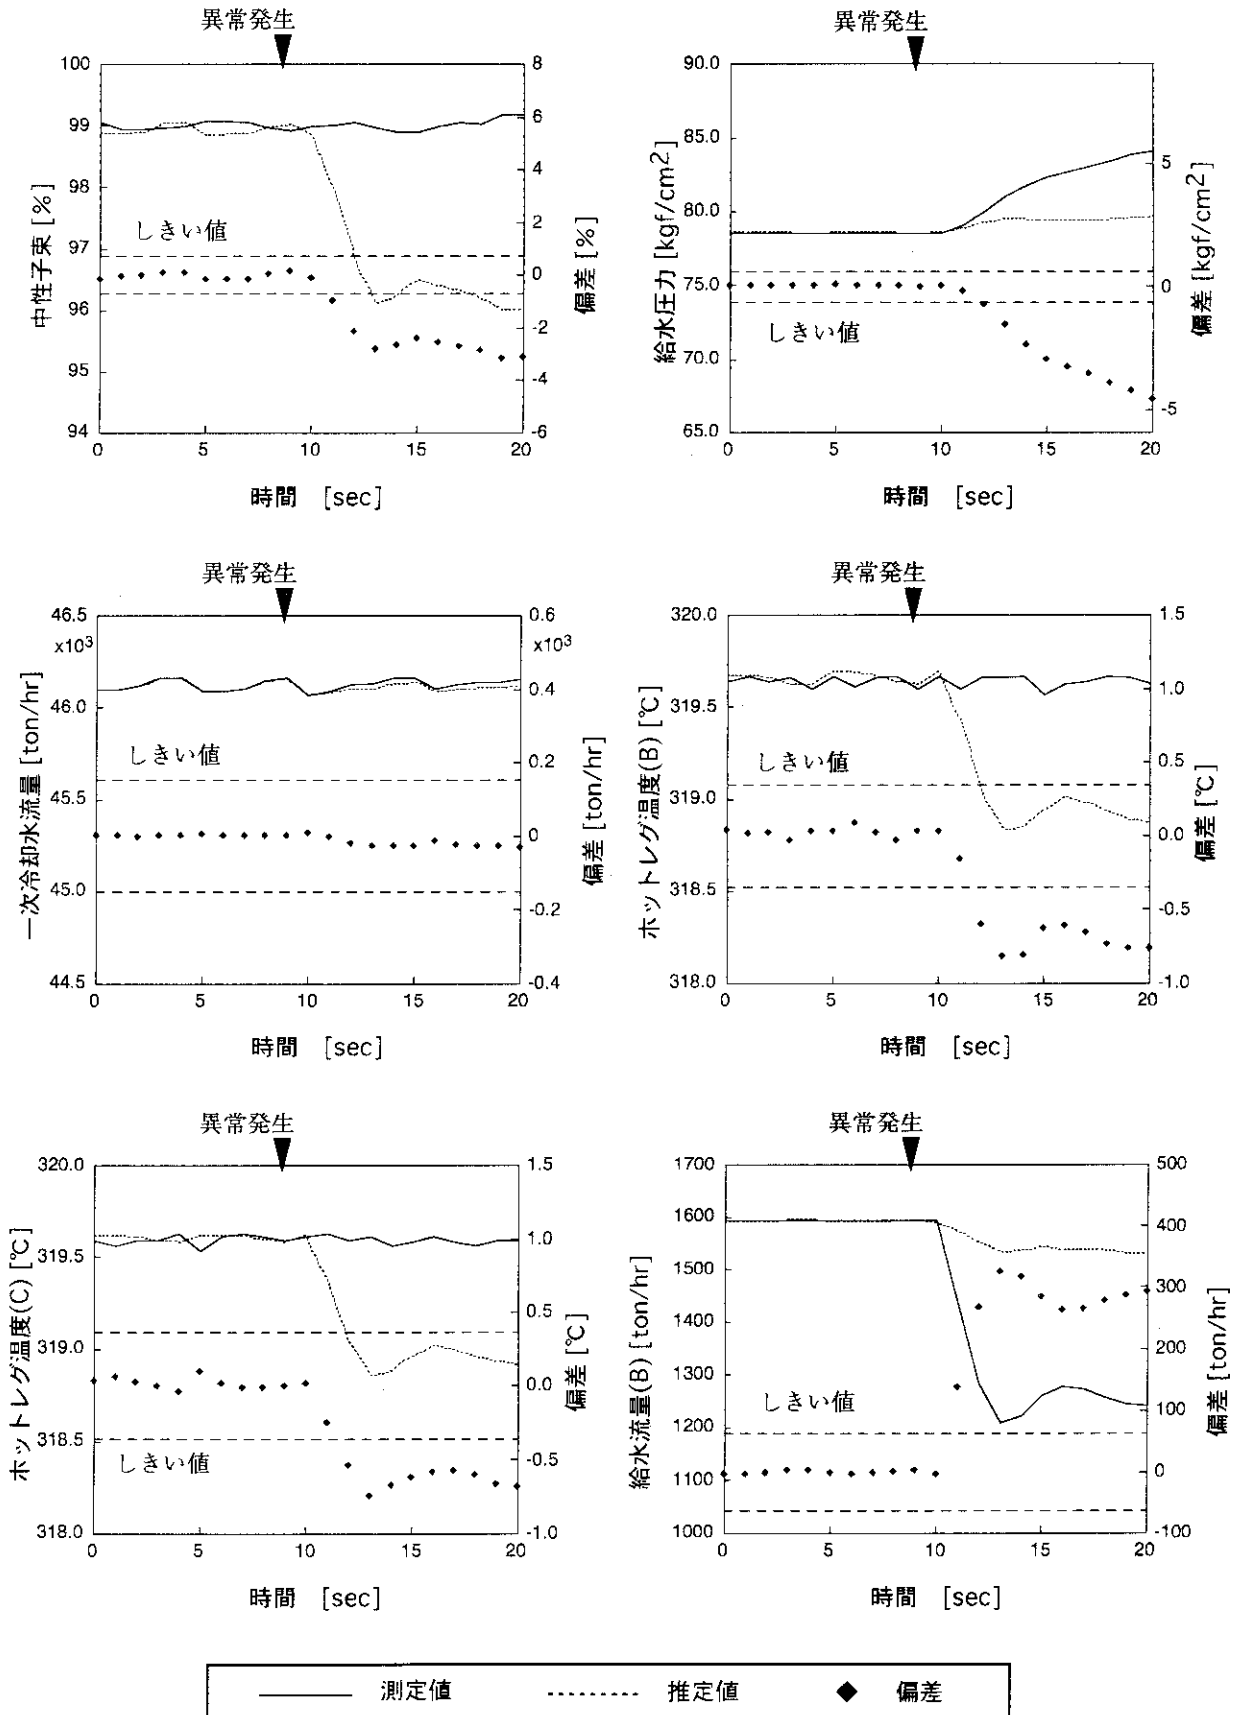 異常発生
100
99
98
97
96
95
94
中性子束 [%]
しきい値
8
6
4
2
0
-2
-4
-6
偏差 [%]
0 5 10 15 20
時間 [sec]
異常発生
90.0
85.0
80.0
75.0
70.0
65.0
給水圧力 [kgf/cm2]
しきい値
5
0
-5
偏差 [kgf/cm2]
0 5 10 15 20
時間 [sec]
異常発生
46.5
x103
46.0
45.5
45.0
44.5
一次冷却水流量 [ton/hr]
しきい値
0.6
x103
0.4
0.2
0
-0.2
-0.4
偏差 [ton/hr]
0 5 10 15 20
時間 [sec]
異常発生
320.0
319.5
319.0
318.5
318.0
ホットレグ温度(B) [℃]
しきい値
1.5
1.0
0.5
0.0
-0.5
-1.0
偏差 [℃]
0 5 10 15 20
時間 [sec]
異常発生
320.0
319.5
319.0
318.5
318.0
ホットレグ温度(C) [℃]
しきい値
1.5
1.0
0.5
0.0
-0.5
-1.0
偏差 [℃]
0 5 10 15 20
時間 [sec]
異常発生
1700
1600
1500
1400
1300
1200
1100
1000
給水流量(B) [ton/hr]
しきい値
500
400
300
200
100
0
-100
偏差 [ton/hr]
0 5 10 15 20
時間 [sec]
測定値 推定値 偏差